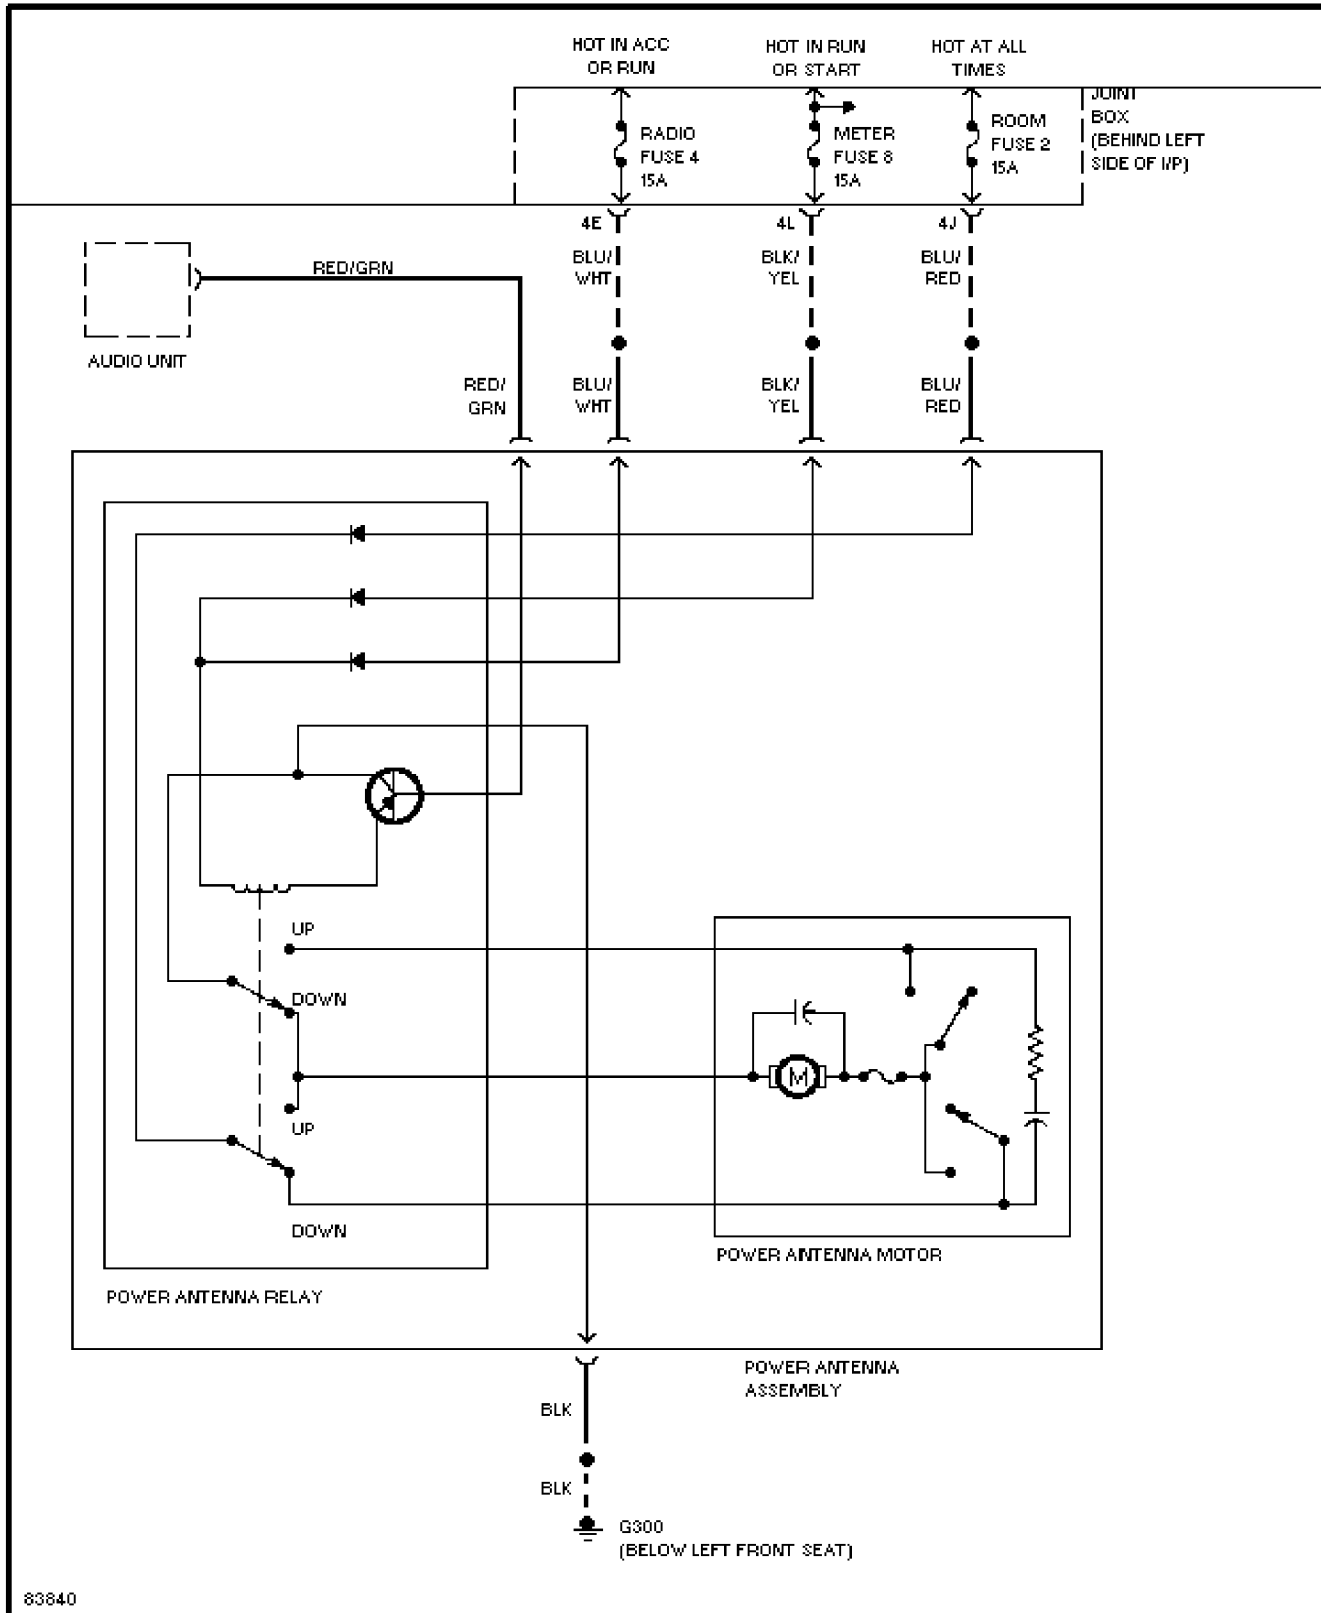 HOT IN ACC
OR RUN
HOT IN RUN
OR START
HOT AT ALL
TIMES
RADIO
FUSE 4
15A
METER
FUSE 8
15A
ROOM
FUSE 2
15A
JOINT
BOX
(BEHIND LEFT
SIDE OF I/P)
4E
4L
4J
BLU/
WHT
BLK/
YEL
BLU/
RED
RED/GRN
AUDIO UNIT
RED/
GRN
BLU/
WHT
BLK/
YEL
BLU/
RED
UP
DOWN
M
UP
DOWN
POWER ANTENNA MOTOR
POWER ANTENNA RELAY
POWER ANTENNA
ASSEMBLY
BLK
BLK
G300
(BELOW LEFT FRONT SEAT)
83840